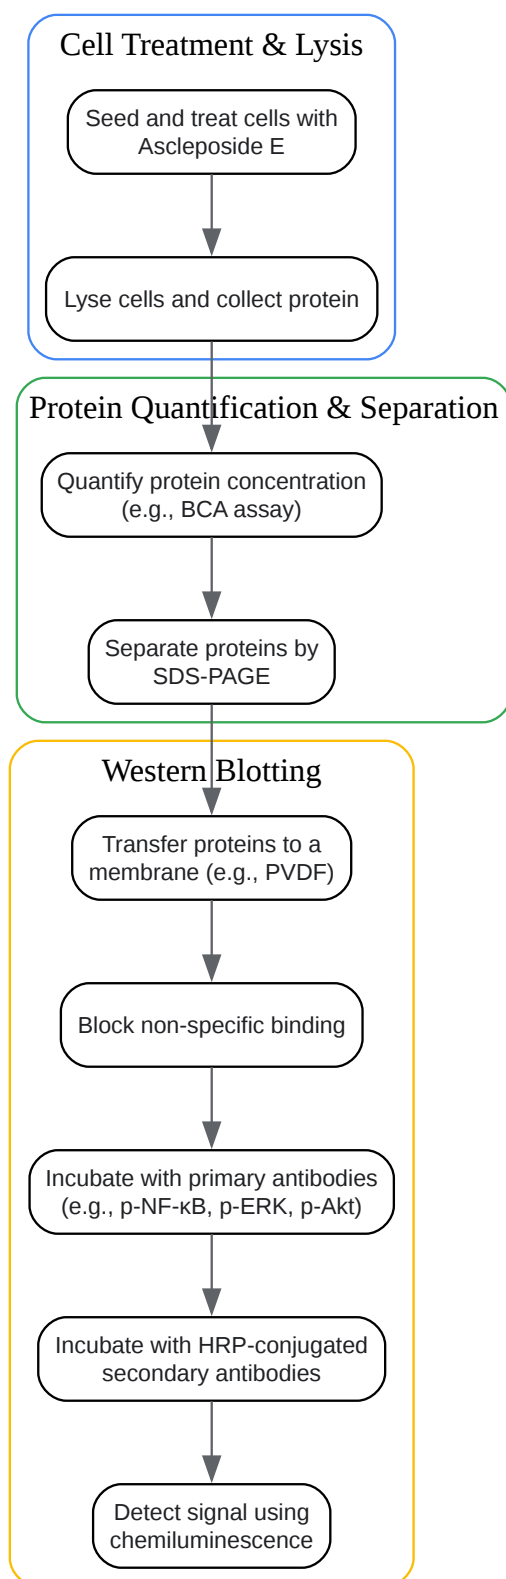 Cell Treatment & Lysis
Seed and treat cells with
Ascleposide E
Lyse cells and collect protein
Protein Quantification & Separation
Quantify protein concentration
(e.g., BCA assay)
Separate proteins by
SDS-PAGE
Western Blotting
Transfer proteins to a
membrane (e.g., PVDF)
Block non-specific binding
Incubate with primary antibodies
(e.g., p-NF-κB, p-ERK, p-Akt)
Incubate with HRP-conjugated
secondary antibodies
Detect signal using
chemiluminescence